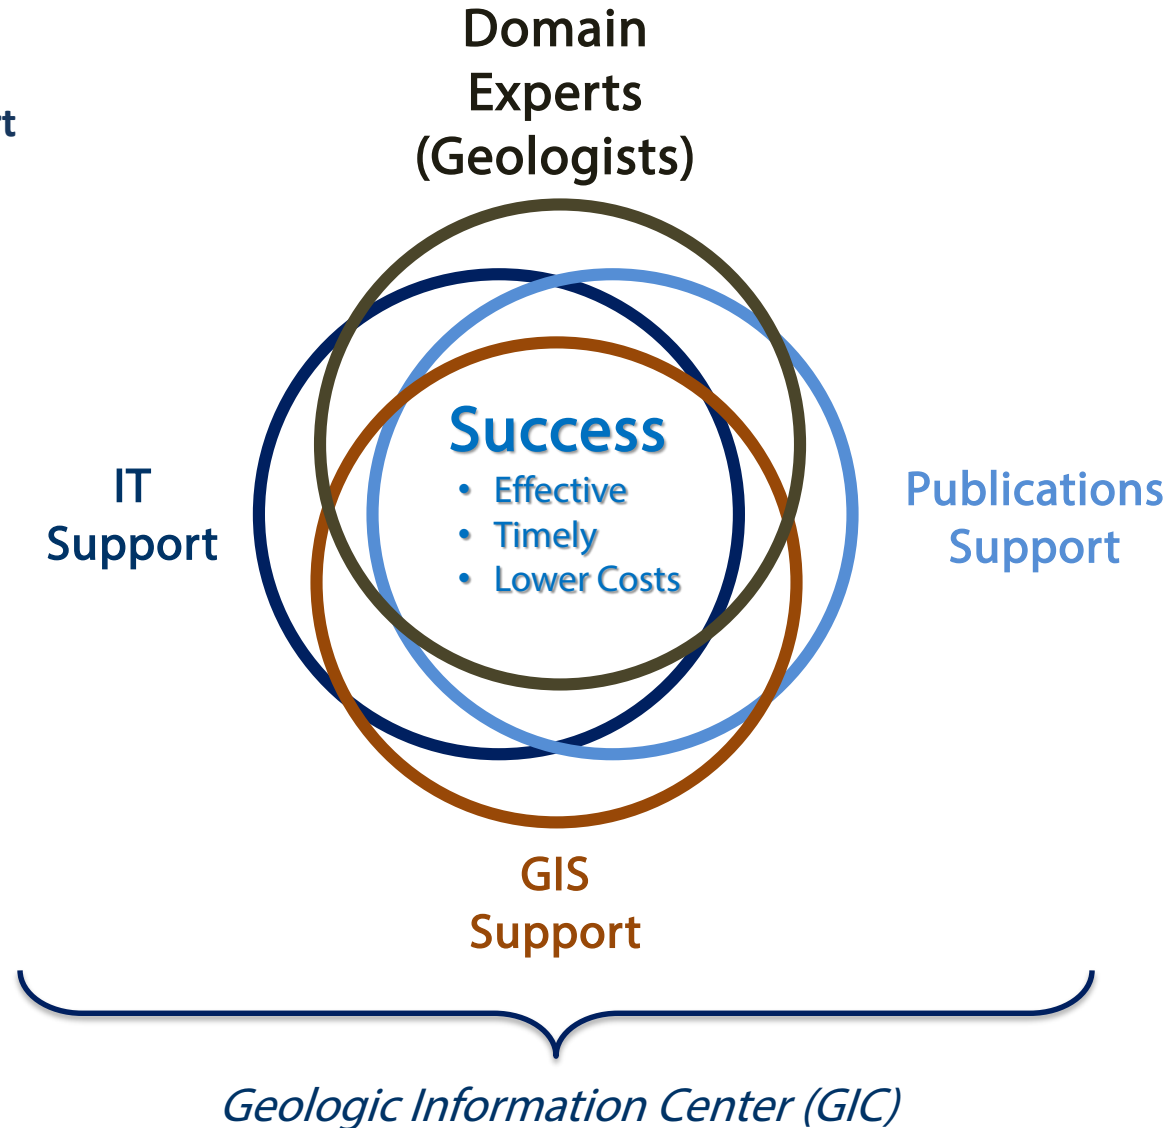 Domain
Experts
(Geologists)
Success
• Effective
• Timely
• Lower Costs
IT
Support
Publications
Support
GIS
Support
Geologic Information Center (GIC)